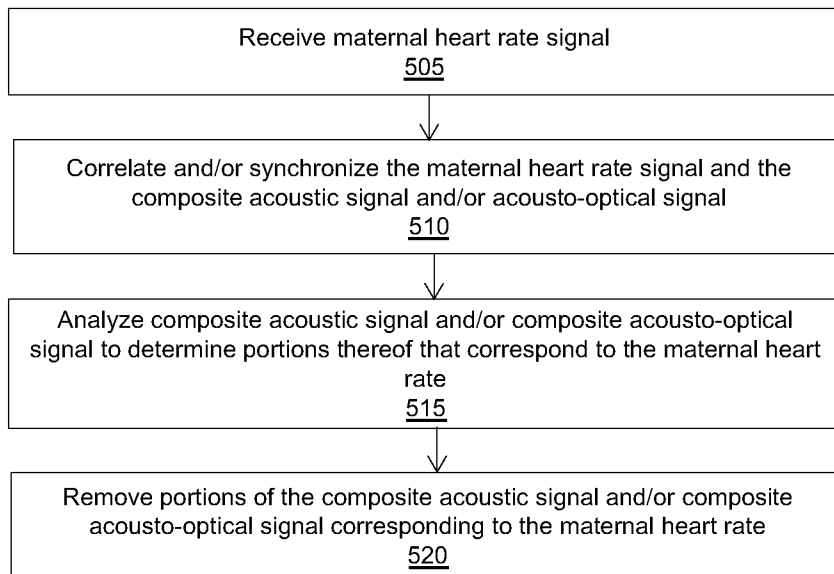 Receive maternal heart rate signal
505
Correlate and/or synchronize the maternal heart rate signal and the
composite acoustic signal and/or acousto-optical signal
510
Analyze composite acoustic signal and/or composite acousto-optical
signal to determine portions thereof that correspond to the maternal heart
rate
515
Remove portions of the composite acoustic signal and/or composite
acousto-optical signal corresponding to the maternal heart rate
520